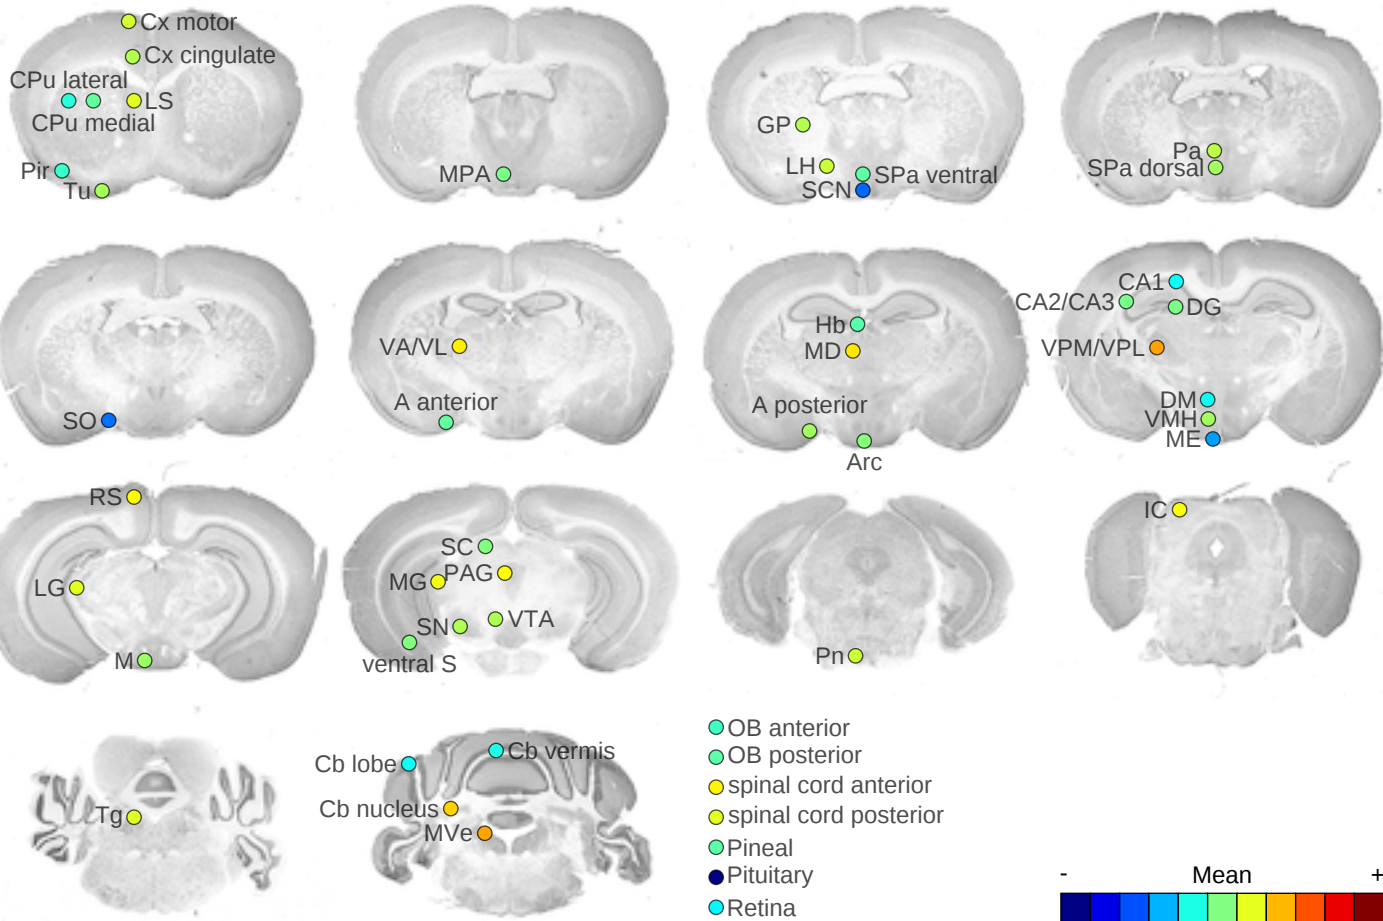 Cx motor
Cx cingulate
CPu lateral
LS
CPu medial
Pir
Tu
MPA
GP
LH
SPa ventral
SCN
Pa
SPa dorsal
SO
VA/VL
A anterior
Hb
MD
A posterior
Arc
CA1
CA2/CA3
DG
VPM/VPL
DM
VMH
ME
RS
LG
M
SC
MG
PAG
SN
VTA
ventral S
Pn
IC
Tg
Cb lobe
Cb vermis
Cb nucleus
MVe
OB anterior
OB posterior
spinal cord anterior
spinal cord posterior
Pineal
Pituitary
Retina
- Mean +